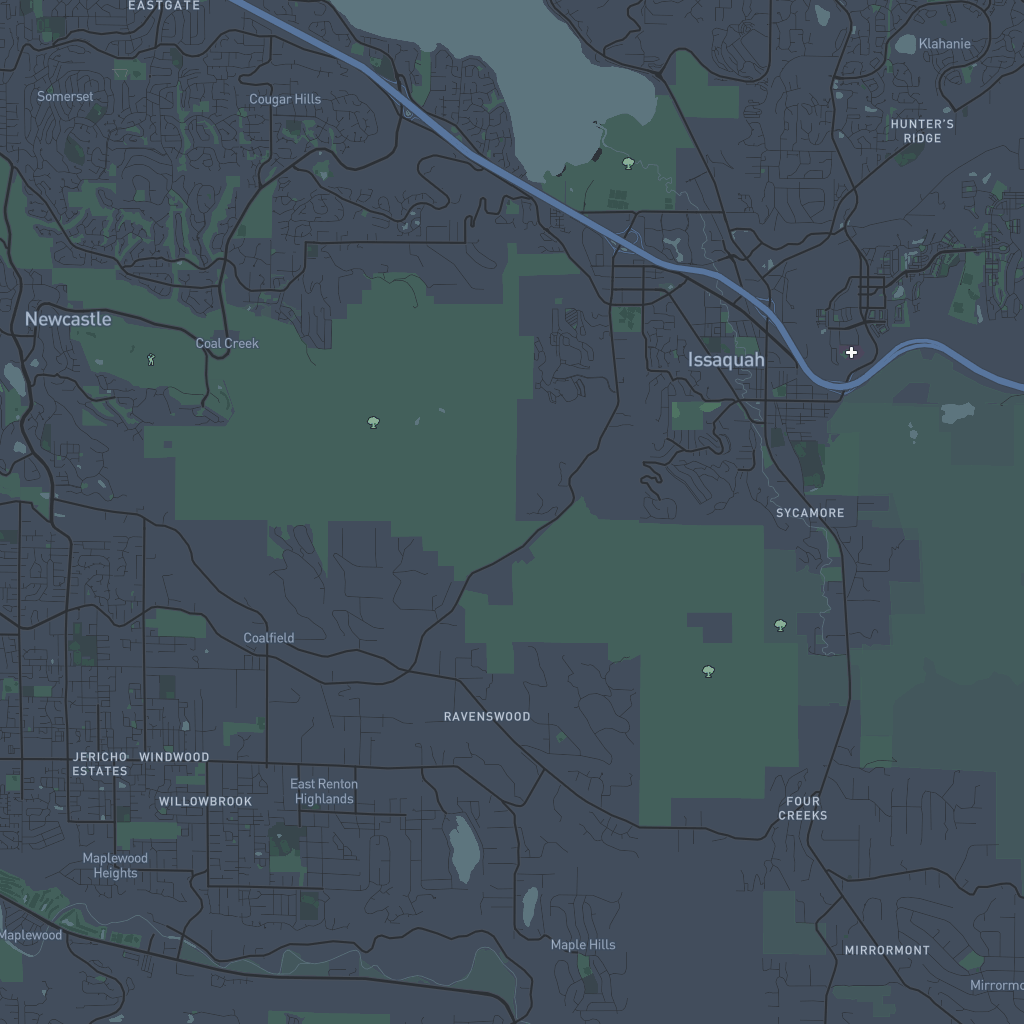 EASTGATE
Klahanie
Somerset
Cougar Hills
HUNTER'S
RIDGE
Newcastle
Coal Creek
Issaquah
SYCAMORE
Coalfield
RAVENSWOOD
JERICHO
ESTATES
WINDWOOD
East Renton
Highlands
WILLOWBROOK
FOUR
CREEKS
Maplewood
Heights
Maplewood
Maple Hills
MIRRORMONT
Mirrormo